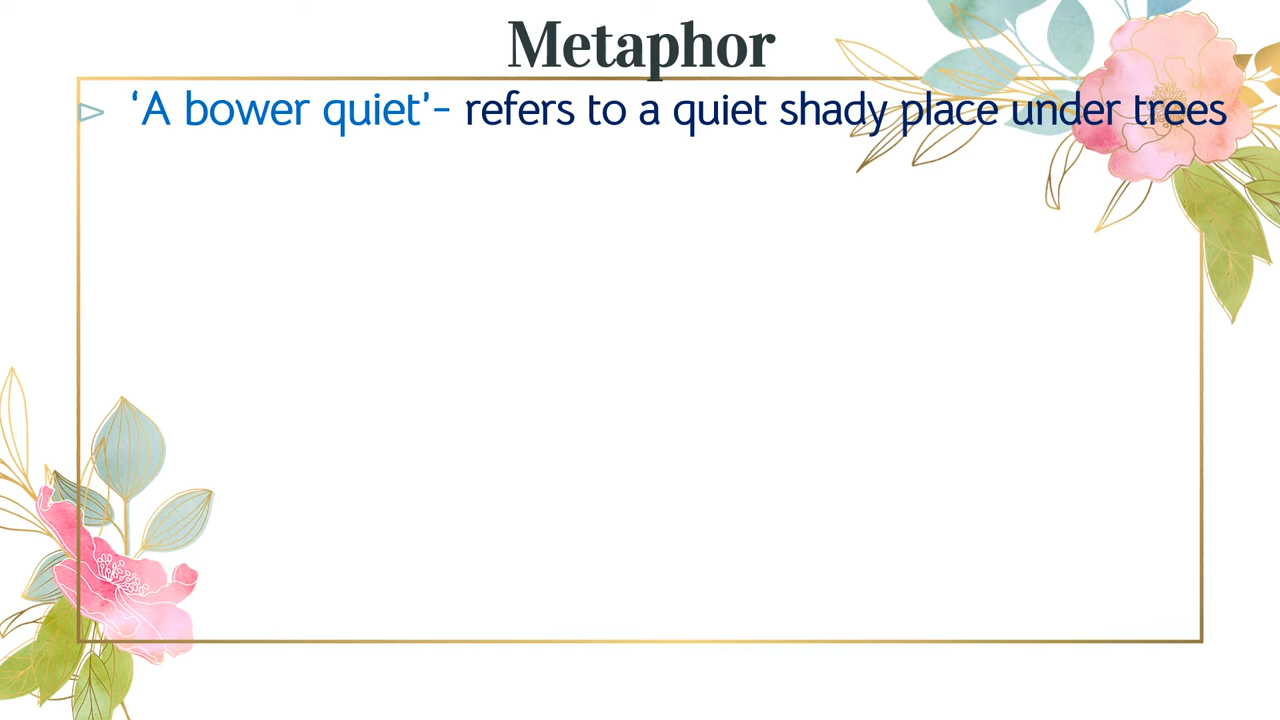 Metaphor
‘A bower quiet’- refers to a quiet shady place under trees